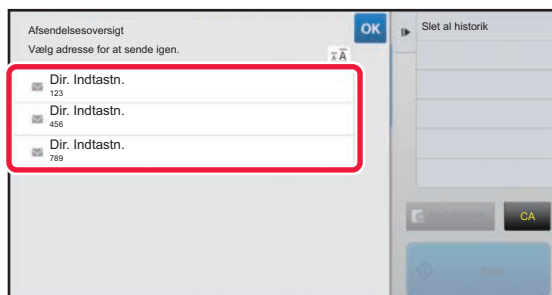 Afsendelsesoversigt
OK
Slet al historik
Vælg adresse for at sende igen.
A A
Dir. Indtastn.
123
Dir. Indtastn.
456
Dir. Indtastn.
789
CA
Start